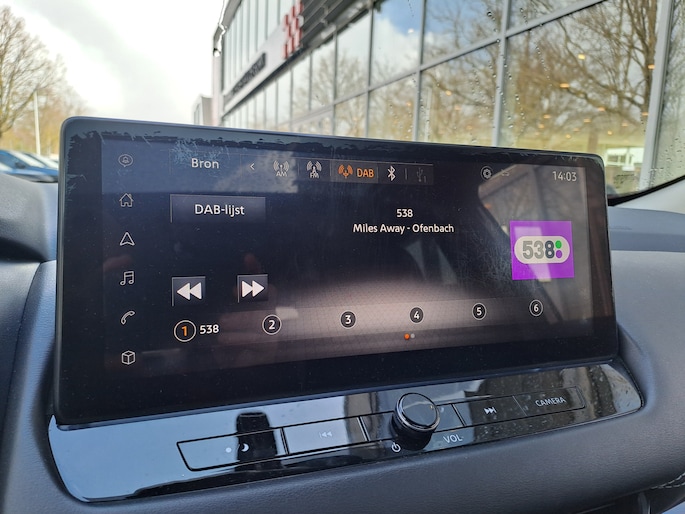 Bron
AM
FM
DAB
14:03
DAB-lijst
538
Miles Away - Ofenbach
538
1 538
2
3
4
5
6
VOL
CAMERA